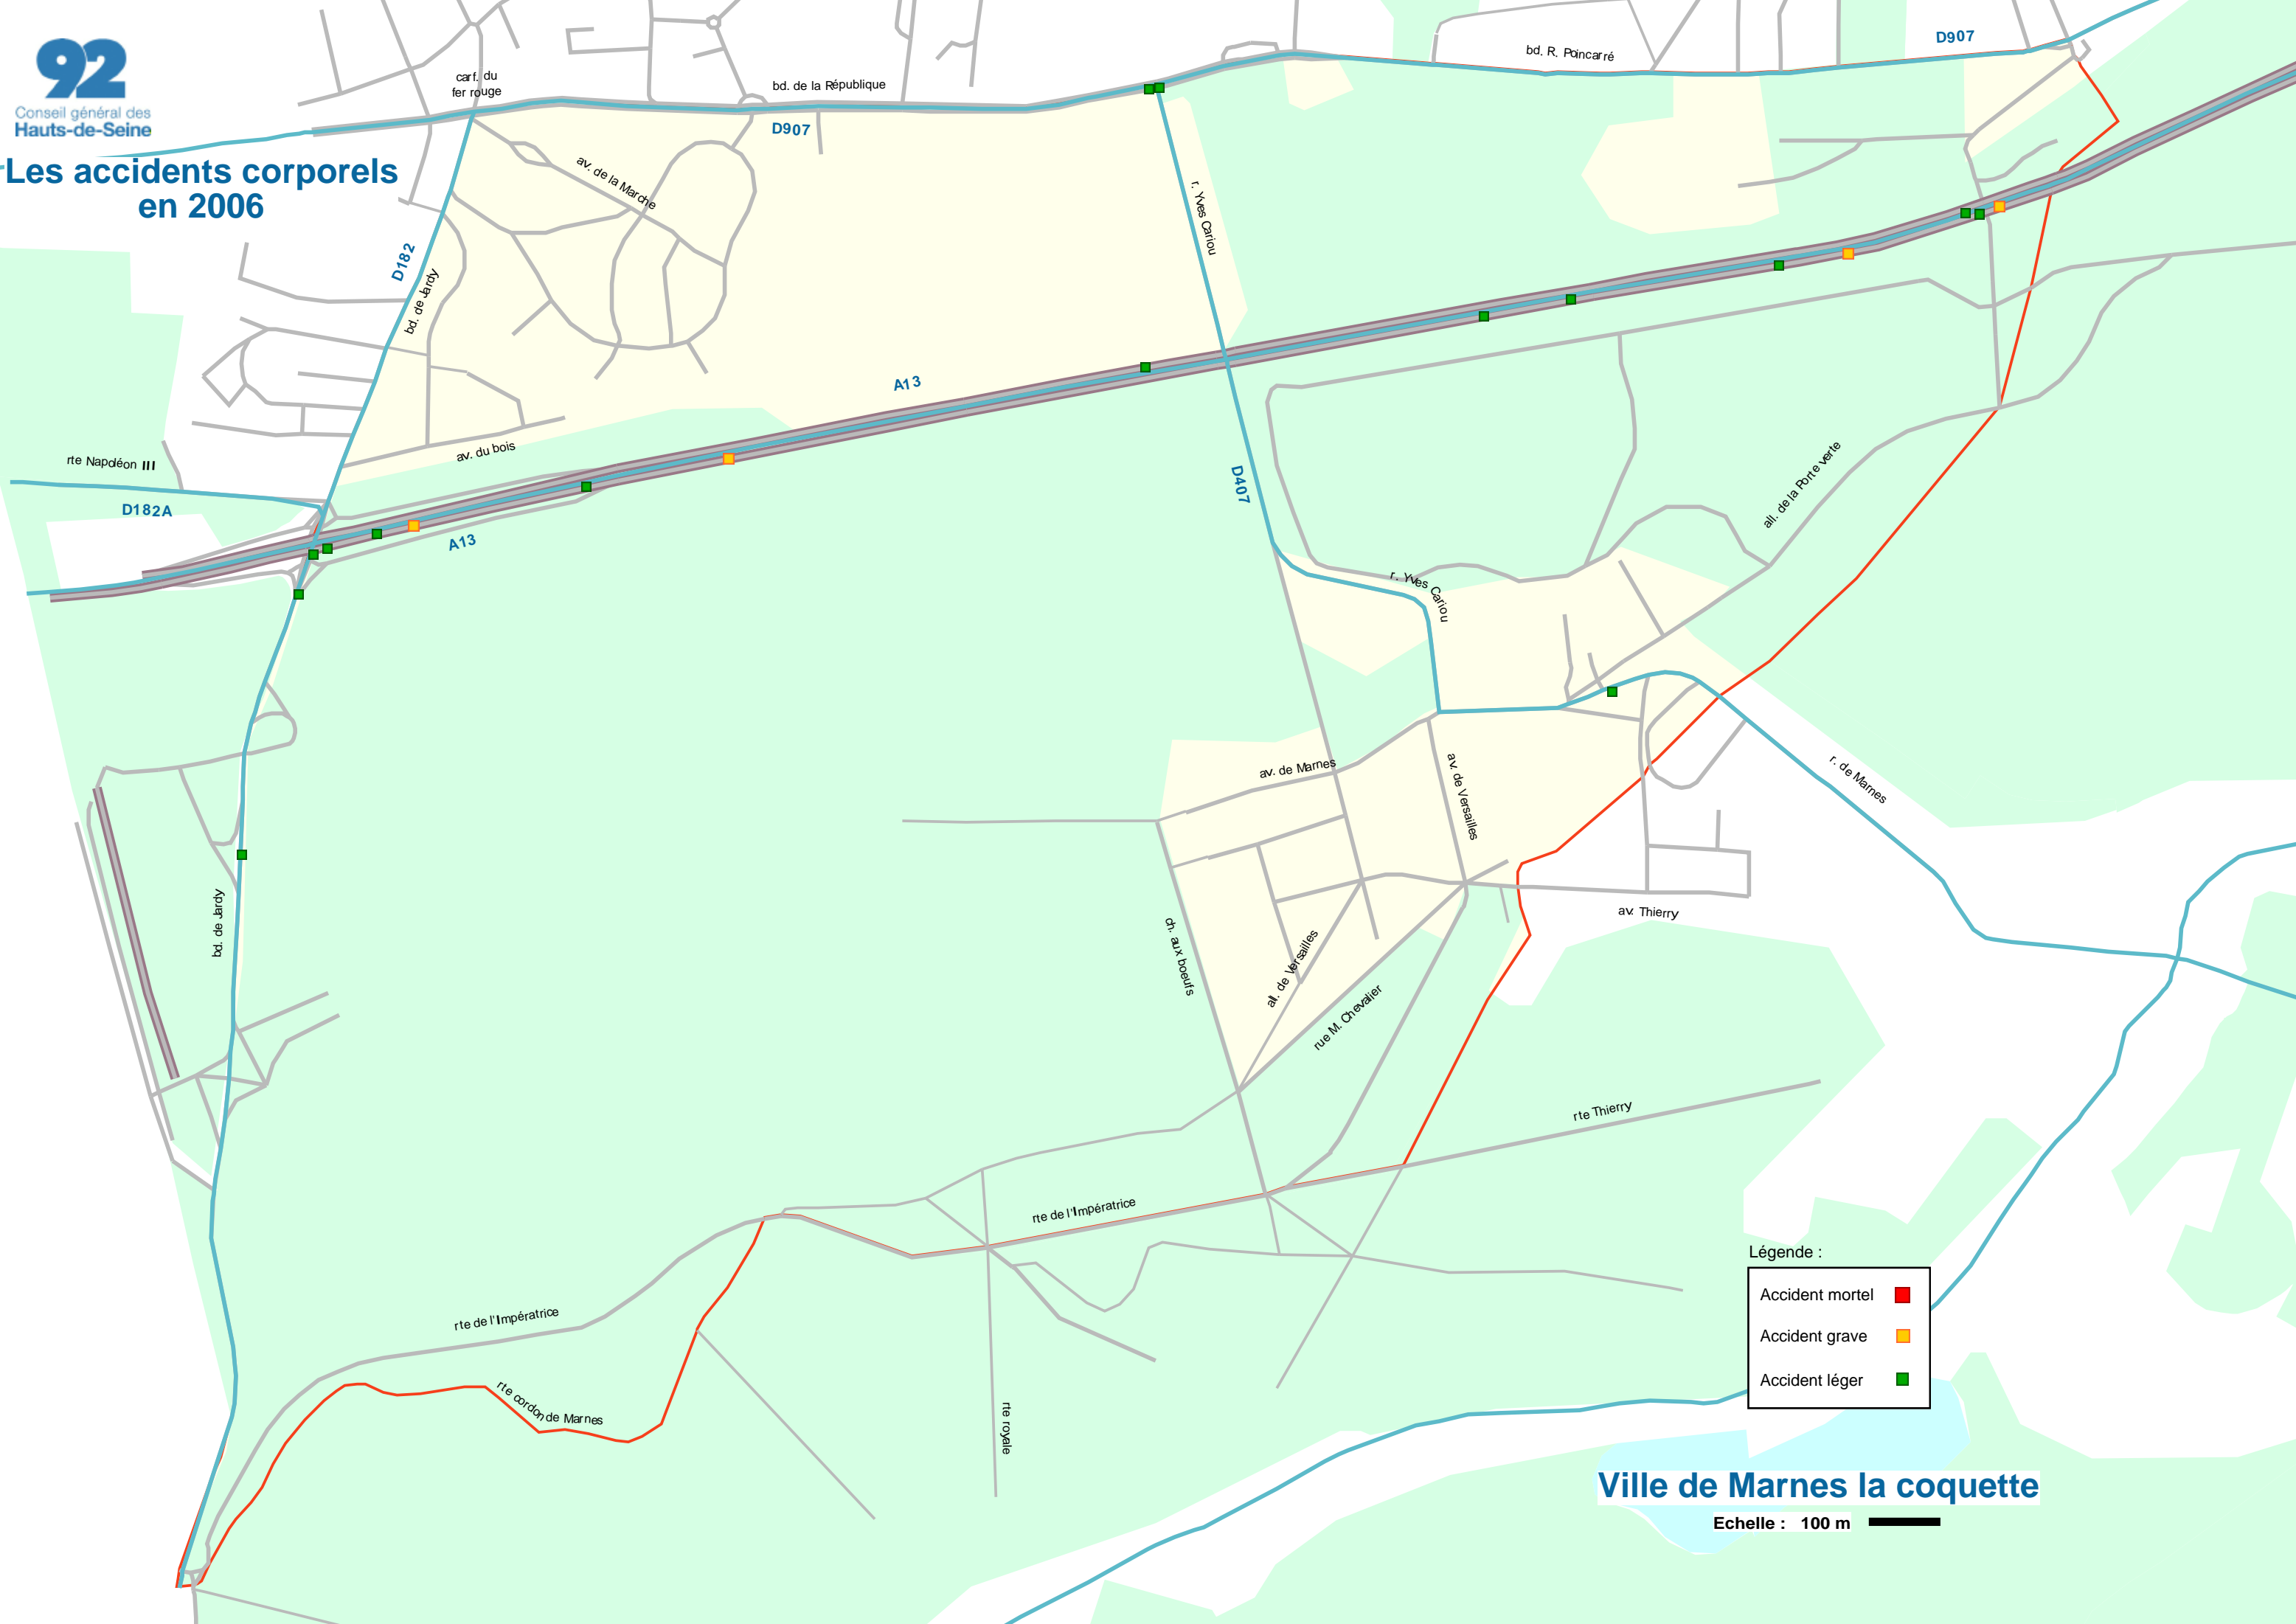 92
Conseil général des
Hauts-de-Seine
Les accidents corporels
en 2006
carf. du
fer rouge
bd. de la République
D907
bd. R. Poincarré
D907
av. de la Marche
r. Yves Cariou
D182
bd. de Jardy
A13
av. du bois
rte Napoléon III
D182A
A13
D407
all. de la Porte verte
r. Yves Cariou
av. de Marnes
av. de Versailles
r. de Marnes
bd. de Jardy
av. Thierry
ch. aux boeufs
all. de Versailles
rue M. Chevalier
rte Thierry
rte de l'Impératrice
rte de l'Impératrice
rte cordon de Marnes
rte royale
Légende :
Accident mortel
Accident grave
Accident léger
Ville de Marnes la coquette
Echelle : 100 m